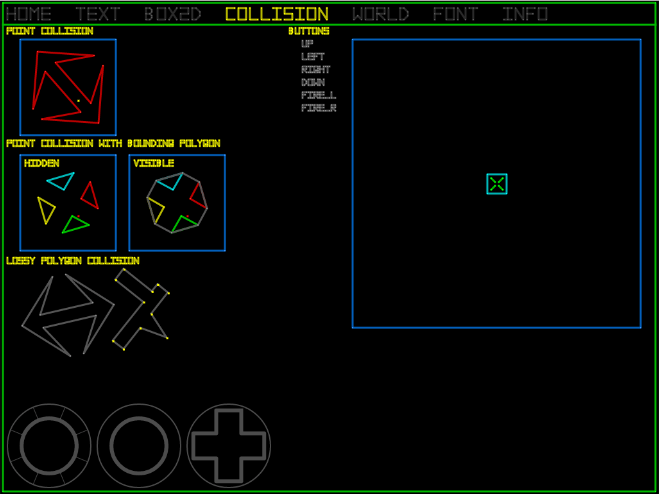 HOME TEXT BOX2D COLLISION WORLD FONT INFO
POINT COLLISION
BUTTONS
UP
LEFT
RIGHT
DOWN
FIRE_L
FIRE_R
POINT COLLISION WITH BOUNDING POLYGON
HIDDEN
VISIBLE
LOSSY POLYGON COLLISION